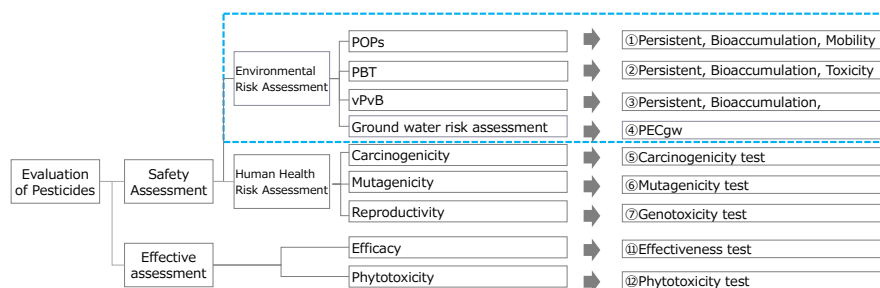 POPs
①Persistent, Bioaccumulation, Mobility
Environmental
Risk Assessment
PBT
②Persistent, Bioaccumulation, Toxicity
vPvB
③Persistent, Bioaccumulation,
Ground water risk assessment
④PECgw
Evaluation
of Pesticides
Safety
Assessment
Human Health
Risk Assessment
Carcinogenicity
⑤Carcinogenicity test
Mutagenicity
⑥Mutagenicity test
Reproductivity
⑦Genotoxicity test
Effective
assessment
Efficacy
⑪Effectiveness test
Phytotoxicity
⑫Phytotoxicity test